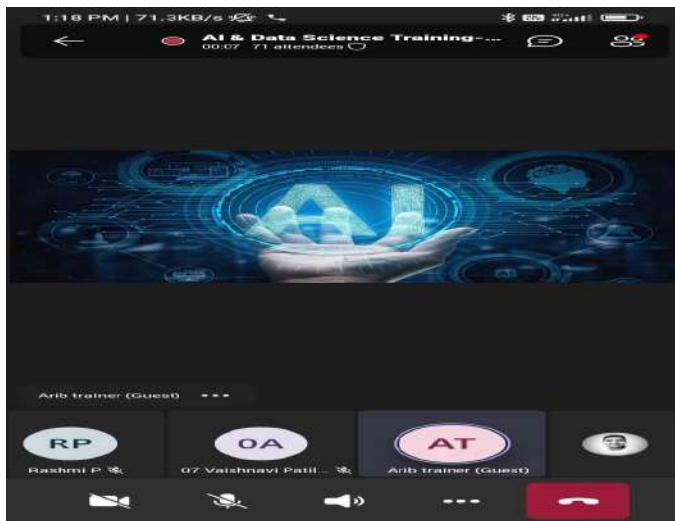 1:18 PM | 71.3KB/s
AI & Data Science Training-...
00:07 71 attendees
AI
Arib trainer (Guest) •••
RP
0A
AT
Rashmi P
07 Vaishnavi Patil...
Arib trainer (Guest)